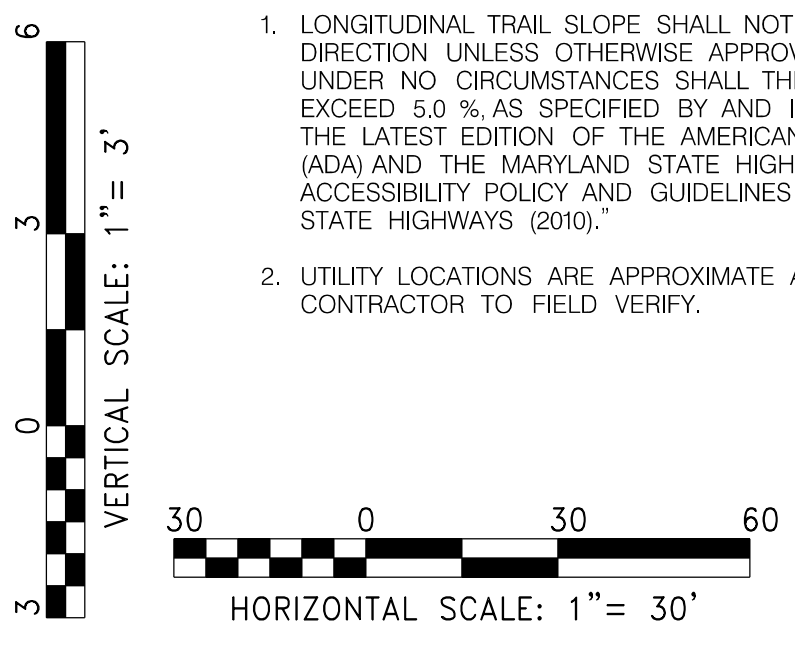 1. LONGITUDINAL TRAIL SLOPE SHALL NOT
DIRECTION UNLESS OTHERWISE
UNDER NO CIRCUMSTANCES SHALL
EXCEED 5.0 %, AS SPECIFIED BY AND
THE LATEST EDITION OF THE
(ADA) AND THE MARYLAND STATE
ACCESSIBILITY POLICY AND GUIDELINES
STATE HIGHWAYS (2010)."
2. UTILITY LOCATIONS ARE APPROXIMATE
CONTRACTOR TO FIELD VERIFY.
6
3
0
3
VERTICAL SCALE: 1"= 3'
30 0 30 60
HORIZONTAL SCALE: 1"= 30'